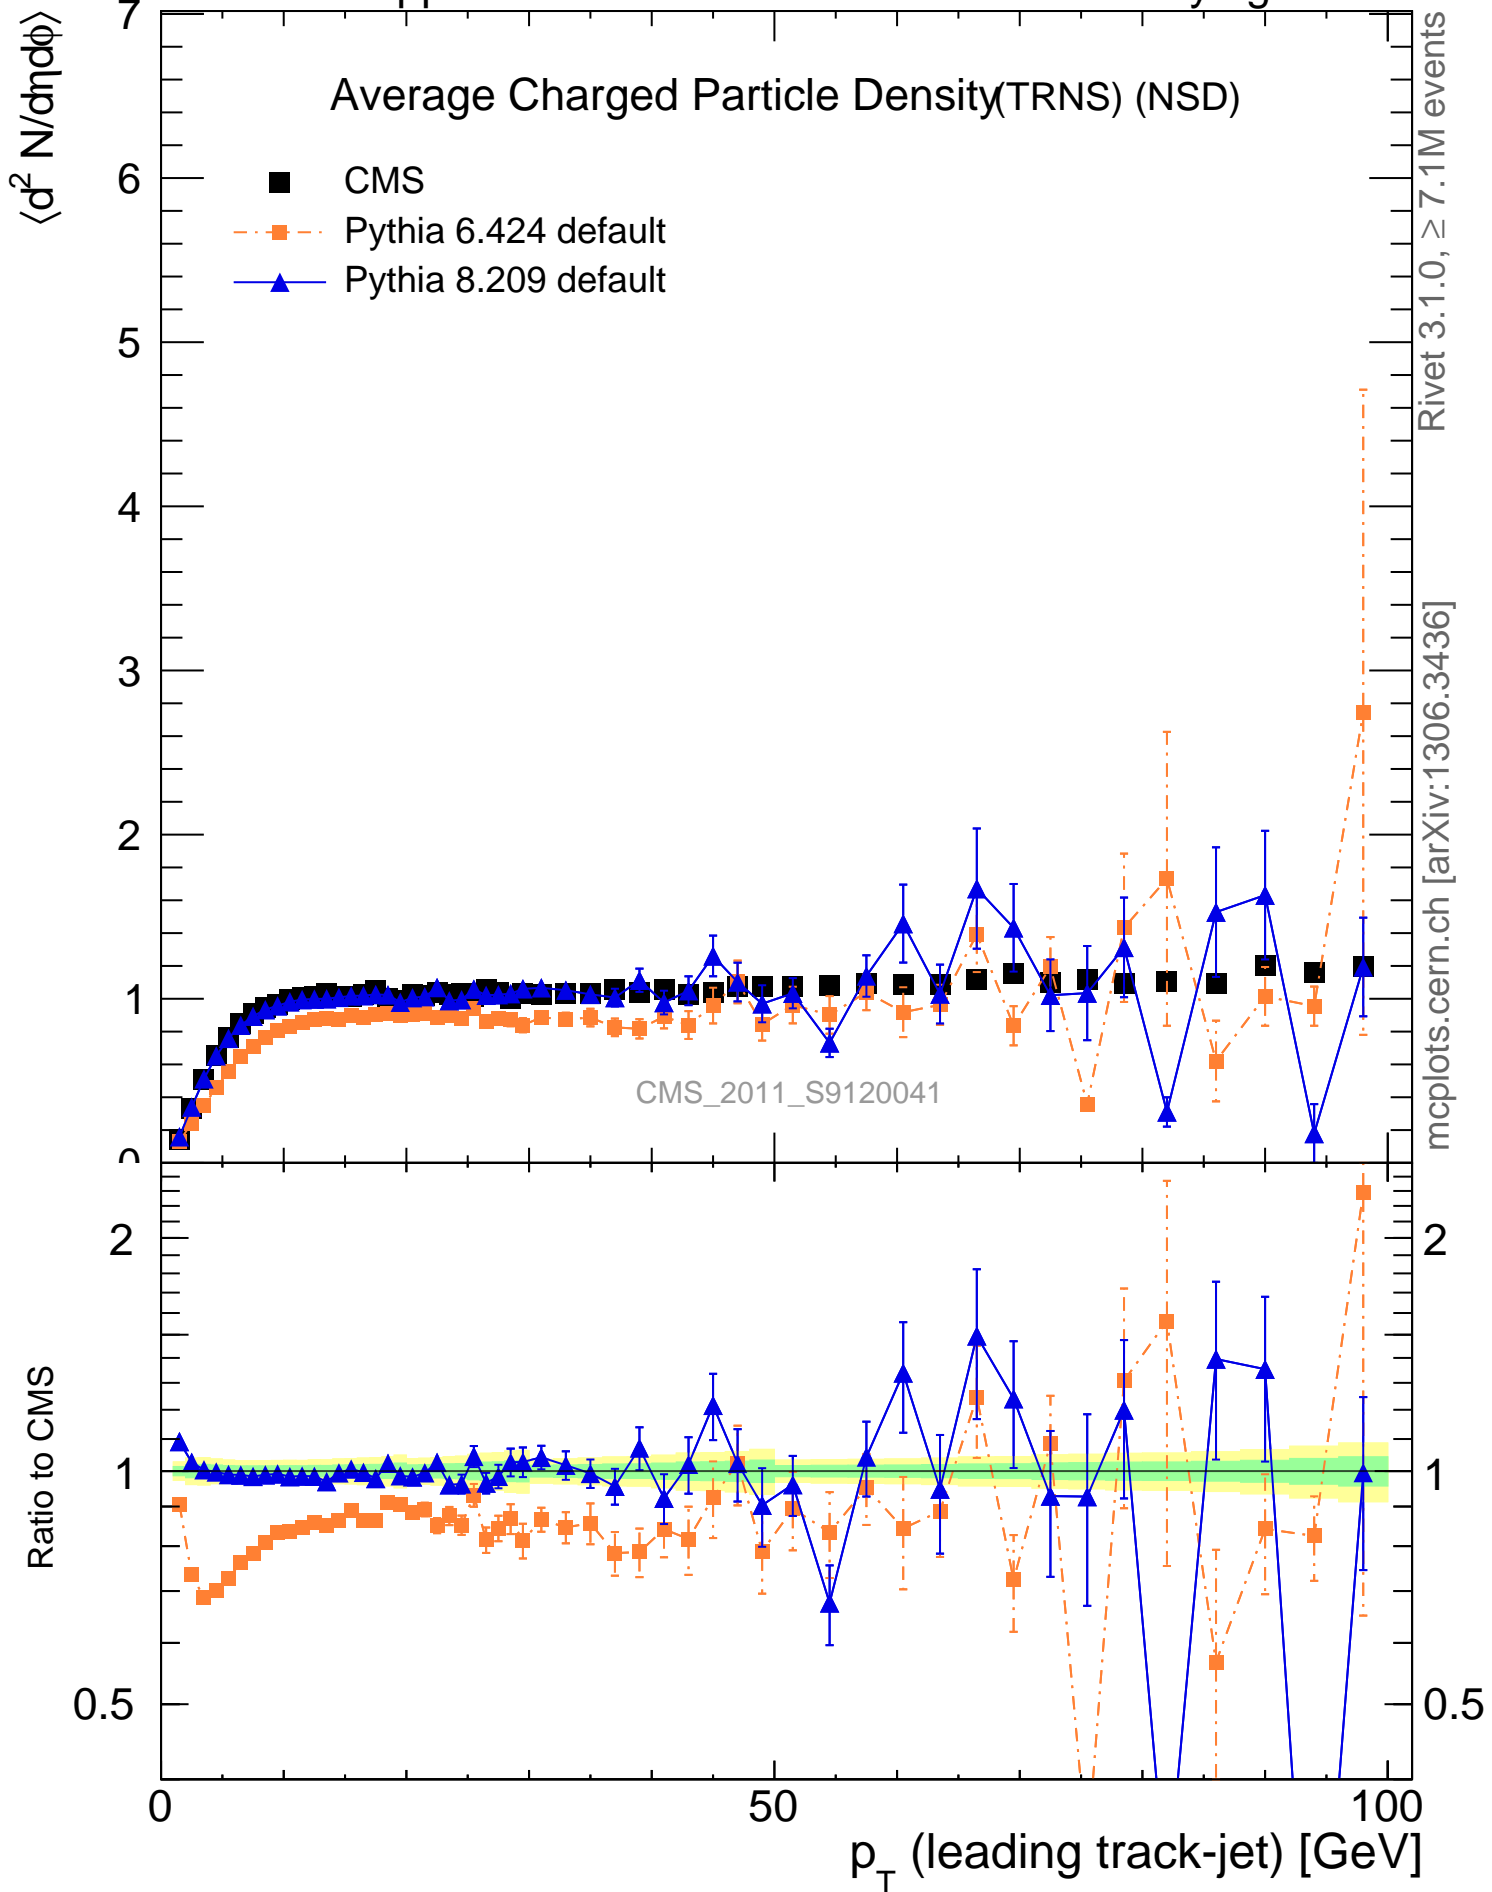 ⟨d² N/dηdφ⟩
Average Charged Particle Density (TRNS) (NSD)
CMS
Pythia 6.424 default
Pythia 8.209 default
7
6
5
4
3
2
1
0
CMS_2011_S9120041
Rivet 3.1.0, ≥ 7.1M events
mcplots.cern.ch [arXiv:1306.3436]
Ratio to CMS
2
1
0.5
2
1
0.5
0
50
100
p_T (leading track-jet) [GeV]